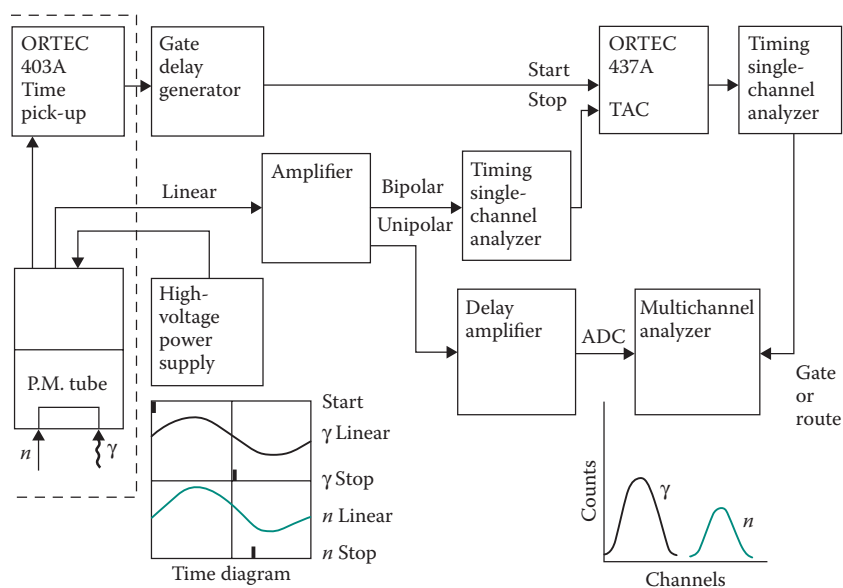 ORTEC
403A
Time
pick-up
Gate
delay
generator
Start
Stop
ORTEC
437A
TAC
Timing
single-
channel
analyzer
Linear
Amplifier
Bipolar
Unipolar
Timing
single-
channel
analyzer
High-
voltage
power
supply
P.M. tube
n
γ
Delay
amplifier
ADC
Multichannel
analyzer
Gate
or
route
Start
γ Linear
γ Stop
n Linear
n Stop
Time diagram
Counts
γ
n
Channels